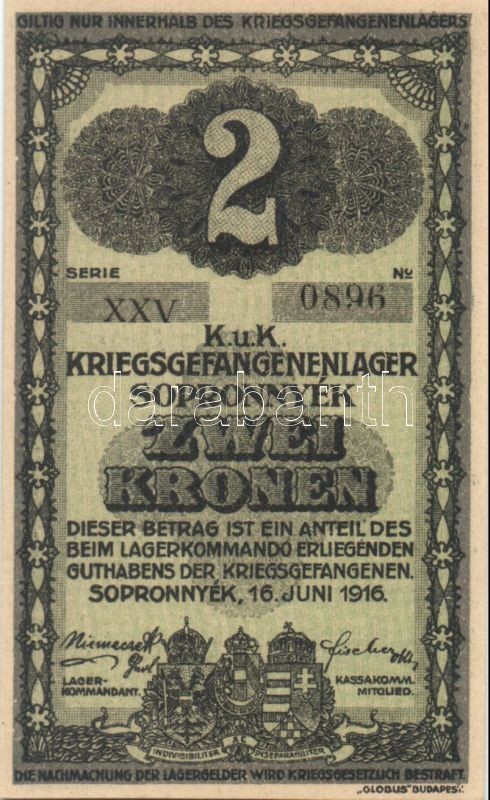 GILTIG NUR INNERHALB DES KRIEGSGEFANGENENLAGERS
2
SERIE No
XXV 0896
K.u.K.
KRIEGSGEFANGENENLAGER
SOPRONNYÉK
darabanth
ZWEI
KRONEN
DIESER BETRAG IST EIN ANTEIL DES
BEIM LAGERKOMMANDO ERLIEGENDEN
GUTHABENS DER KRIEGSGEFANGENEN.
SOPRONNYÉK, 16. JUNI 1916.
LAGER-
KOMMANDANT.
KASSAKOMM.
MITGLIED.
INDIVISIBILITER AC INSEPARABILITER
DIE NACHMACHUNG DER LAGERGELDER WIRD KRIEGSGESETZLICH BESTRAFT.
„GLOBUS" BUDAPEST.